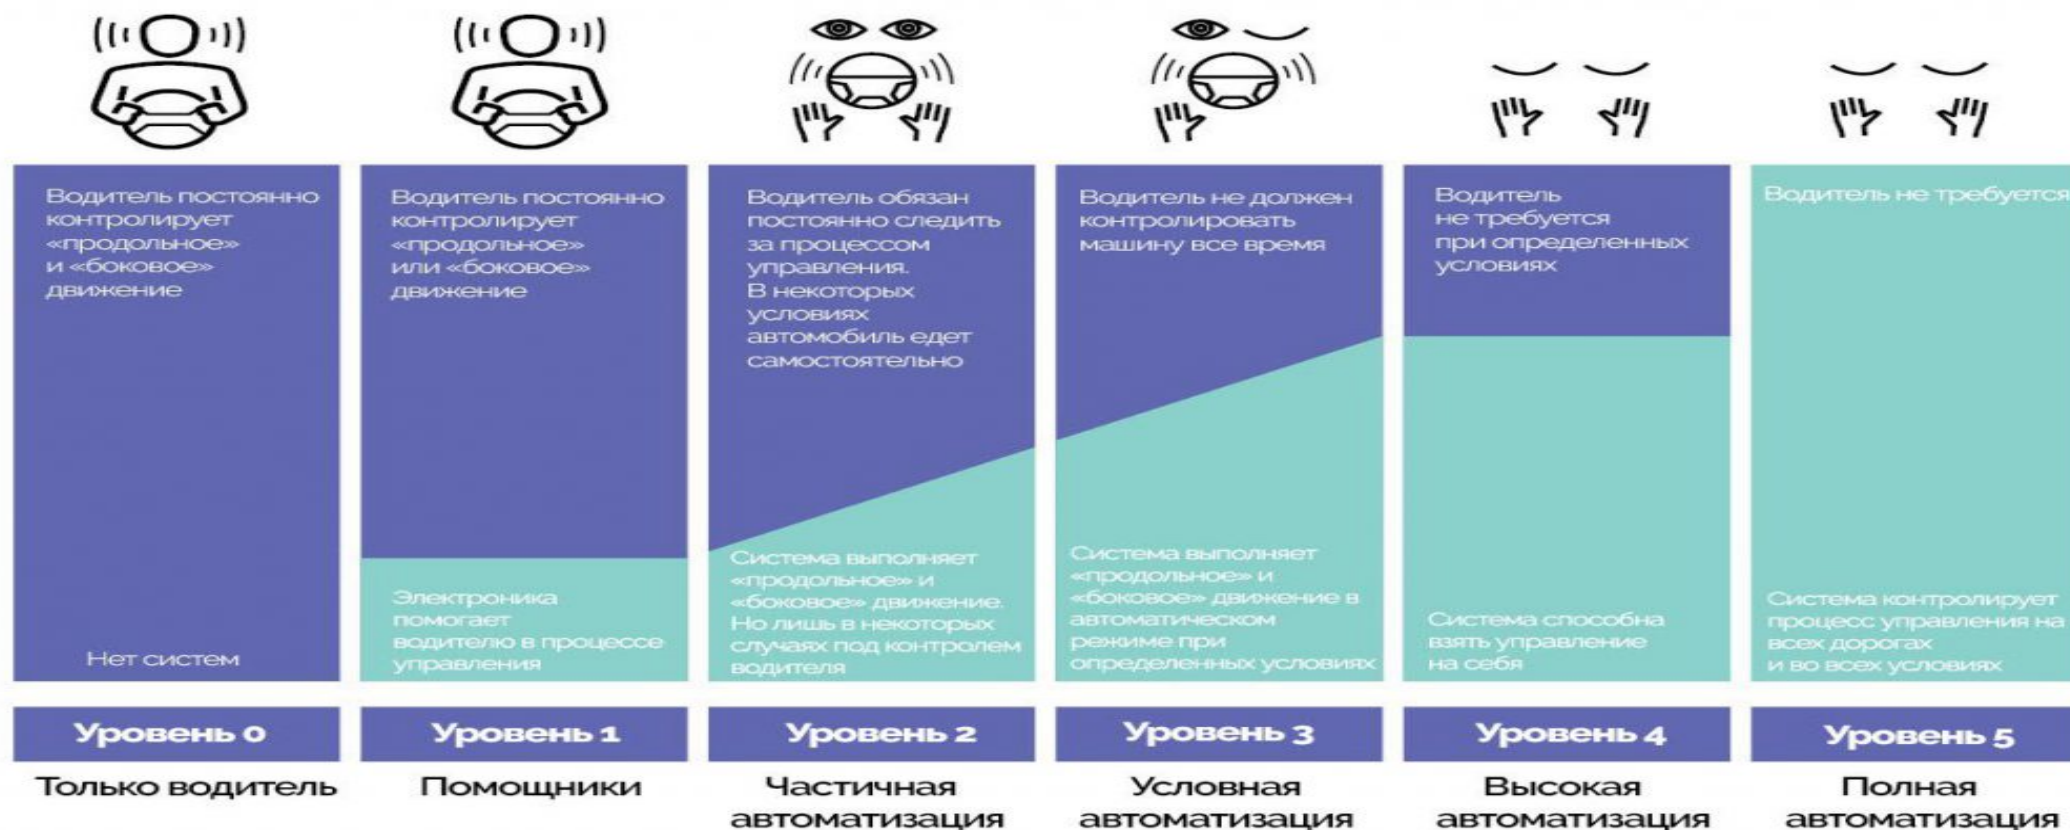 Водитель постоянно
контролирует
«продольное»
и «боковое»
движение
Нет систем
Уровень 0
Только водитель
Водитель постоянно
контролирует
«продольное»
или «боковое»
движение
Электроника
помогает
водителю в процессе
управления
Уровень 1
Помощники
Водитель обязан
постоянно следить
за процессом
управления.
В некоторых
условиях
автомобиль едет
самостоятельно
Система выполняет
«продольное» и
«боковое» движение.
Но лишь в некоторых
случаях под контролем
водителя
Уровень 2
Частичная
автоматизация
Водитель не должен
контролировать
машину все время
Система выполняет
«продольное» и
«боковое» движение в
автоматическом
режиме при
определенных условиях
Уровень 3
Условная
автоматизация
Водитель
не требуется
при определенных
условиях
Система способна
взять управление
на себя
Уровень 4
Высокая
автоматизация
Водитель не требуется
Система контролирует
процесс управления на
всех дорогах
и во всех условиях
Уровень 5
Полная
автоматизация